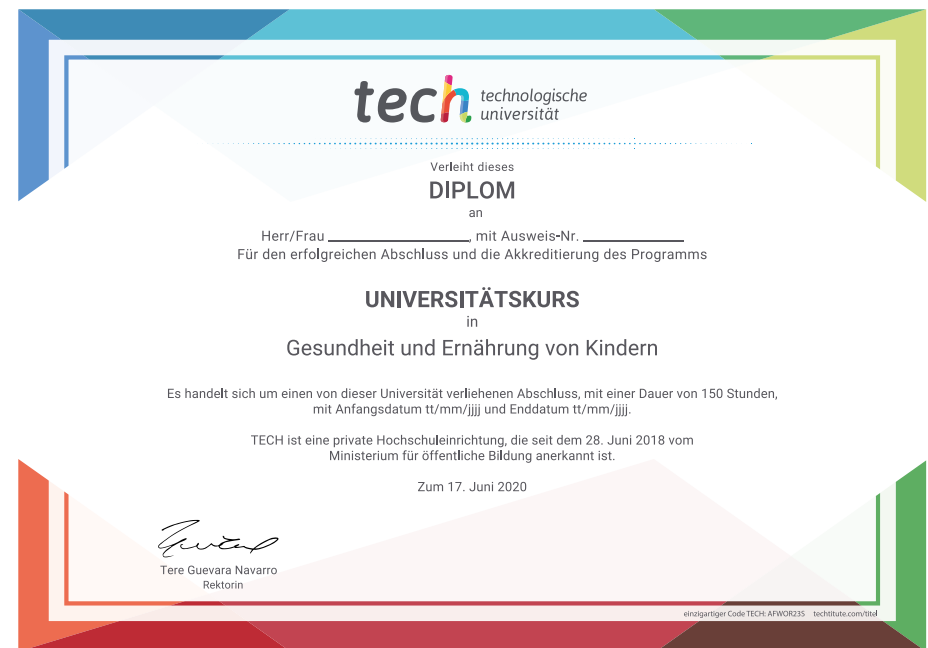 tech technologische
universität
Verleiht dieses
DIPLOM
an
Herr/Frau ____________________, mit Ausweis-Nr. ______________
Für den erfolgreichen Abschluss und die Akkreditierung des Programms
UNIVERSITÄTSKURS
in
Gesundheit und Ernährung von Kindern
Es handelt sich um einen von dieser Universität verliehenen Abschluss, mit einer Dauer von 150 Stunden,
mit Anfangsdatum tt/mm/jjjj und Enddatum tt/mm/jjjj.
TECH ist eine private Hochschuleinrichtung, die seit dem 28. Juni 2018 vom
Ministerium für öffentliche Bildung anerkannt ist.
Zum 17. Juni 2020
Tere Guevara Navarro
Rektorin
einzigartiger Code TECH: AFWOR23S techtitute.com/titel